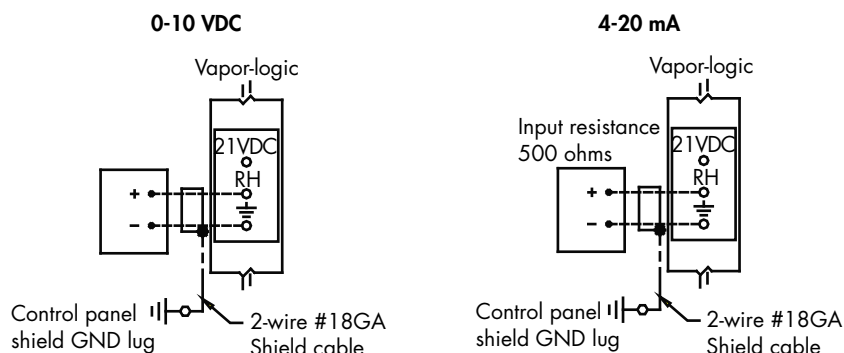 0-10 VDC
Vapor-logic
21VDC
RH
+
−
Control panel
shield GND lug
2-wire #18GA
Shield cable
4-20 mA
Vapor-logic
Input resistance
500 ohms
21VDC
RH
+
−
Control panel
shield GND lug
2-wire #18GA
Shield cable